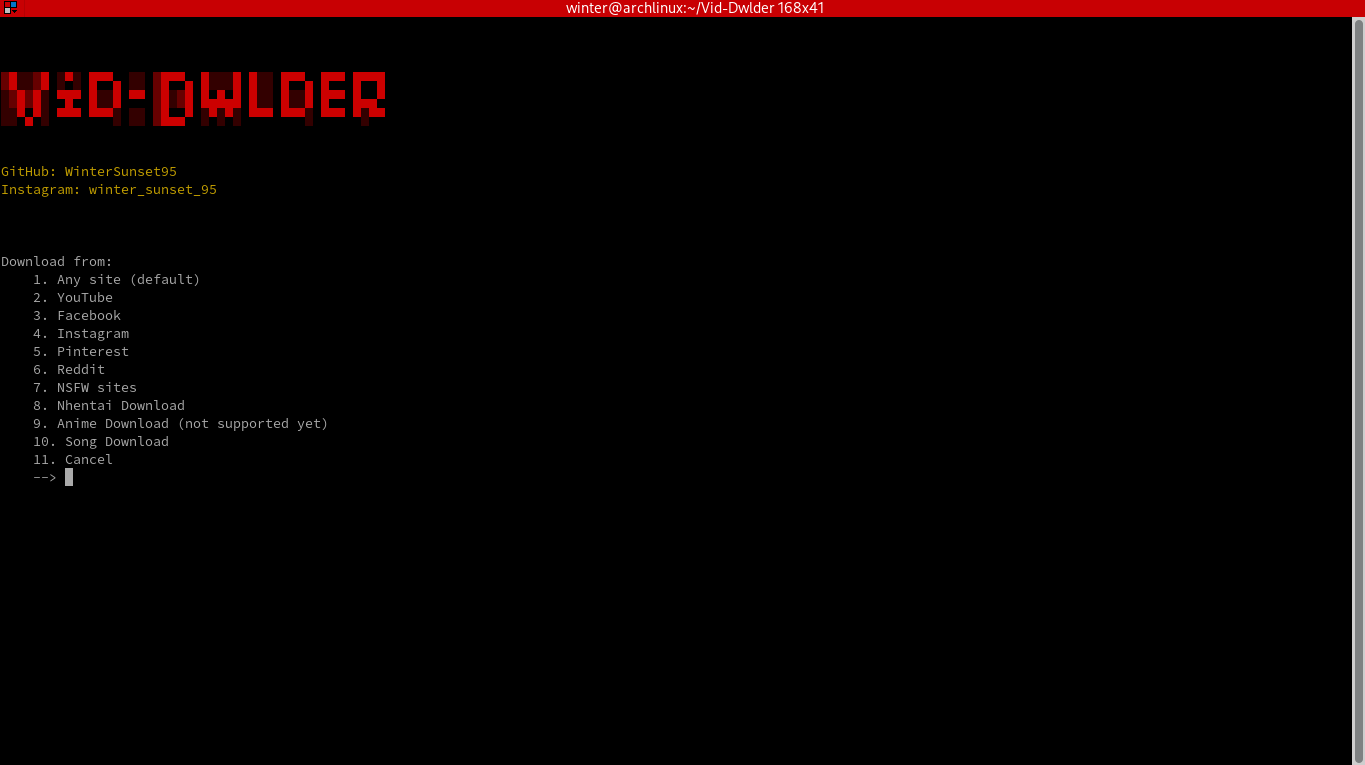 winter@archlinux:~/Vid-Dwlder 168x41
ViD-DWLDER
GitHub: WinterSunset95
Instagram: winter_sunset_95
Download from:
1. Any site (default)
2. YouTube
3. Facebook
4. Instagram
5. Pinterest
6. Reddit
7. NSFW sites
8. Nhentai Download
9. Anime Download (not supported yet)
10. Song Download
11. Cancel
-->